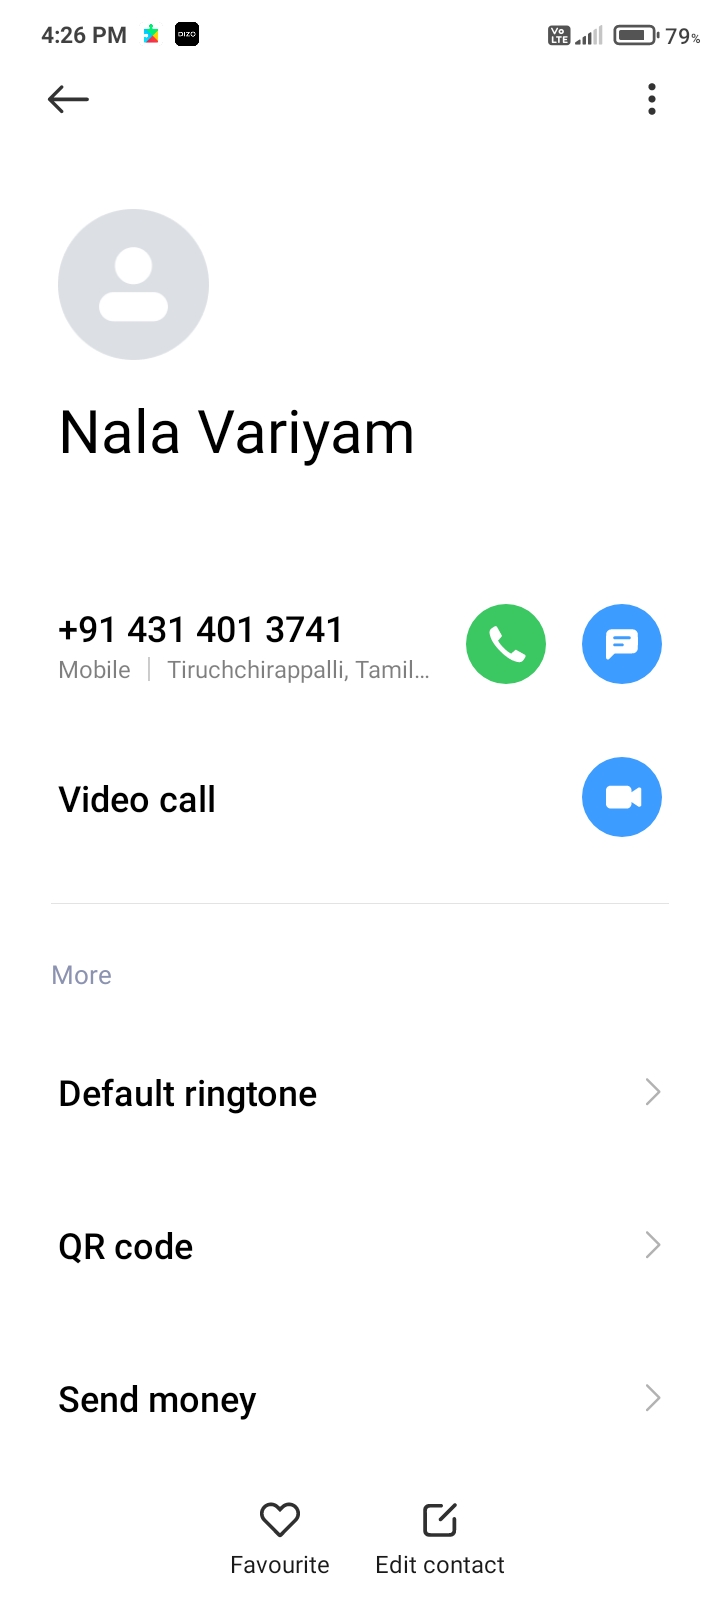 4:26 PM DIZO Vo LTE 79%
Nala Variyam
+91 431 401 3741
Mobile | Tiruchchirappalli, Tamil...
Video call
More
Default ringtone
QR code
Send money
Favourite Edit contact